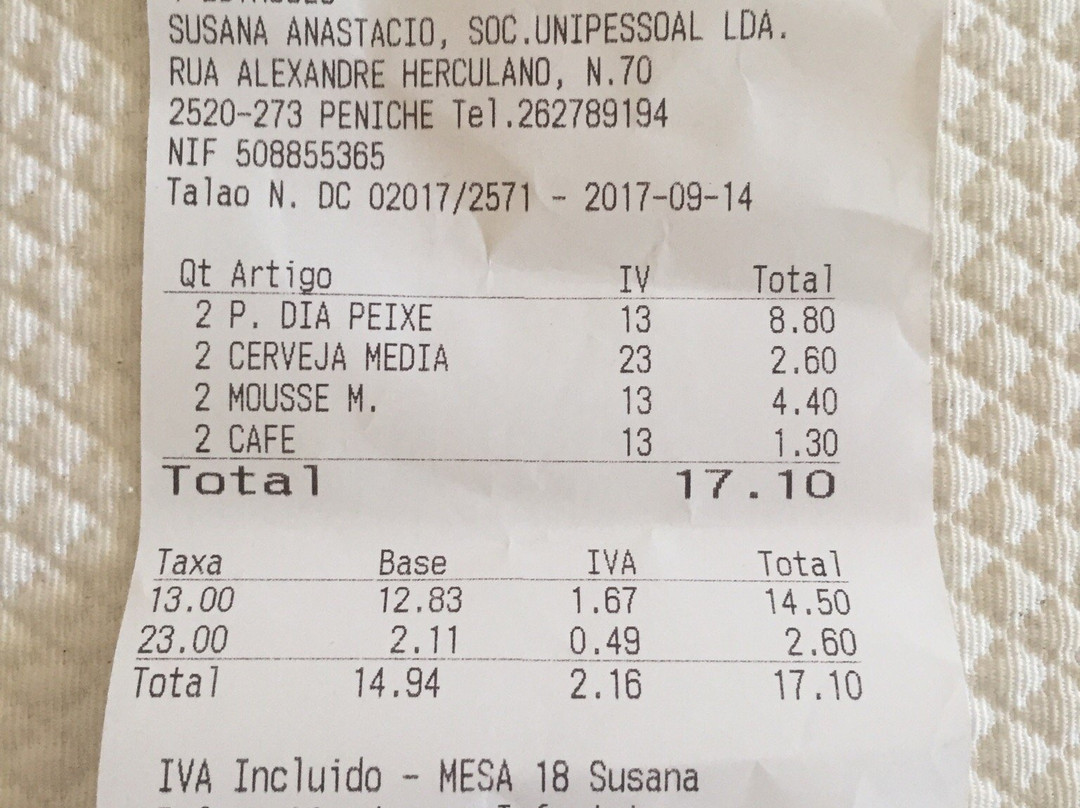 SUSANA ANASTACIO, SOC.UNIPESSOAL LDA.
RUA ALEXANDRE HERCULANO, N.70
2520-273 PENICHE Tel.262789194
NIF 508855365
Talao N. DC 02017/2571 - 2017-09-14
Qt Artigo IV Total
2 P. DIA PEIXE 13 8.80
2 CERVEJA MEDIA 23 2.60
2 MOUSSE M. 13 4.40
2 CAFE 13 1.30
Total 17.10
Taxa Base IVA Total
13.00 12.83 1.67 14.50
23.00 2.11 0.49 2.60
Total 14.94 2.16 17.10
IVA Incluido - MESA 18 Susana